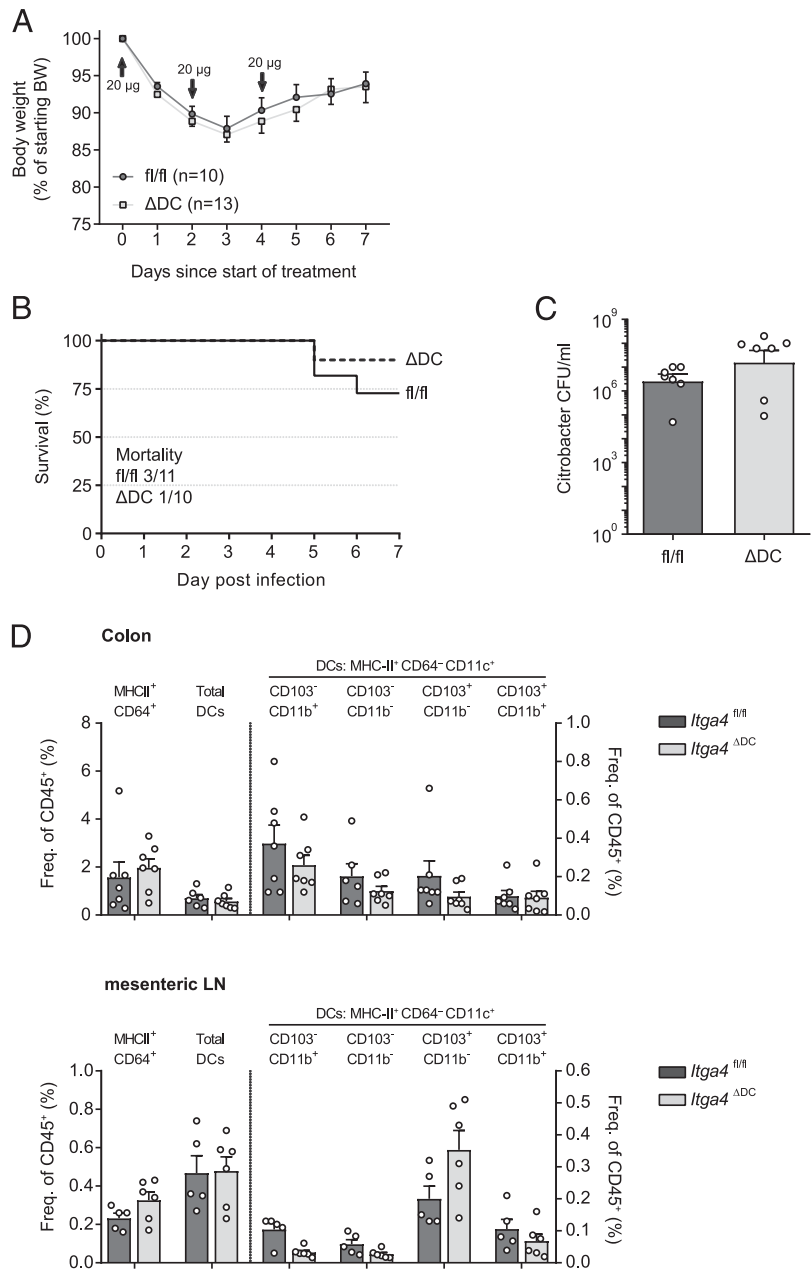 A
100
95
90
85
80
75
Body weight
(% of starting BW)
20 µg
20 µg
20 µg
fl/fl (n=10)
ΔDC (n=13)
0 1 2 3 4 5 6 7
Days since start of treatment
B
100
75
50
25
0
Survival (%)
ΔDC
fl/fl
Mortality
fl/fl 3/11
ΔDC 1/10
0 1 2 3 4 5 6 7
Day post infection
C
10⁹
10⁶
10³
10⁰
Citrobacter CFU/ml
fl/fl ΔDC
D
Colon
DCs: MHC-II⁺ CD64⁻ CD11c⁺
MHCII⁺ Total CD103⁻ CD103⁻ CD103⁺ CD103⁺
CD64⁺ DCs CD11b⁺ CD11b⁻ CD11b⁻ CD11b⁺
8
6
4
2
0
Freq. of CD45⁺ (%)
1.0
0.8
0.6
0.4
0.2
0.0
Freq. of CD45⁺ (%)
Itga4 fl/fl
Itga4 ΔDC
mesenteric LN
DCs: MHC-II⁺ CD64⁻ CD11c⁺
MHCII⁺ Total CD103⁻ CD103⁻ CD103⁺ CD103⁺
CD64⁺ DCs CD11b⁺ CD11b⁻ CD11b⁻ CD11b⁺
1.0
0.8
0.6
0.4
0.2
0.0
Freq. of CD45⁺ (%)
0.6
0.5
0.4
0.3
0.2
0.1
0.0
Freq. of CD45⁺ (%)
Itga4 fl/fl
Itga4 ΔDC